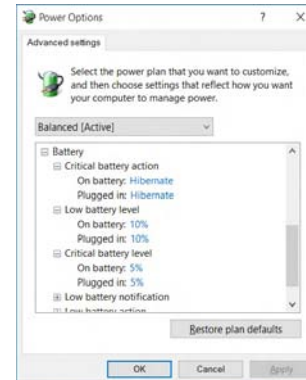 Power Options
Advanced settings
Select the power plan that you want to customize,
and then choose settings that reflect how you want
your computer to manage power.
Balanced [Active]
Battery
Critical battery action
On battery: Hibernate
Plugged in: Hibernate
Low battery level
On battery: 10%
Plugged in: 10%
Critical battery level
On battery: 5%
Plugged in: 5%
Low battery notification
Low battery action
Restore plan defaults
OK
Cancel
Apply